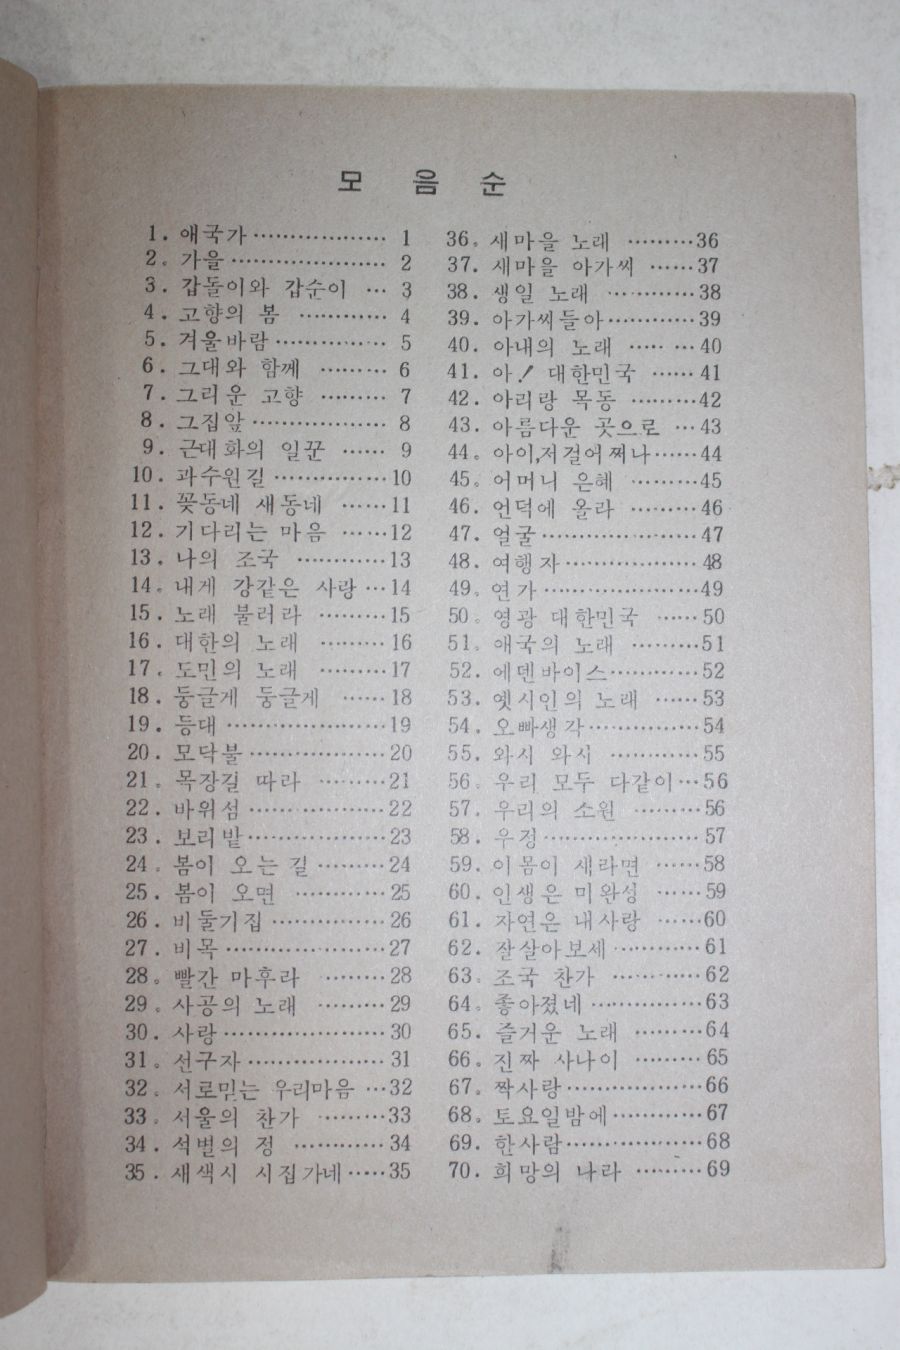 모 음 순
1. 애국가 ·················· 1
2. 가을 ····················· 2
3. 갑돌이와 갑순이 ··· 3
4. 고향의 봄 ············ 4
5. 겨울바람 ··············· 5
6. 그대와 함께 ········· 6
7. 그리운 고향 ········· 7
8. 그집앞 ·················· 8
9. 근대화의 일꾼 ······ 9
10. 과수원길 ··············· 10
11. 꽃동네 새동네 ······ 11
12. 기다리는 마음 ······ 12
13. 나의 조국 ············ 13
14. 내게 강같은 사랑 ··· 14
15. 노래 불러라 ········· 15
16. 대한의 노래 ········· 16
17. 도민의 노래 ········· 17
18. 둥글게 둥글게 ······ 18
19. 등대 ····················· 19
20. 모닥불 ·················· 20
21. 목장길 따라 ········· 21
22. 바위섬 ·················· 22
23. 보리밭 ·················· 23
24. 봄이 오는 길 ········· 24
25. 봄이 오면 ············ 25
26. 비둘기집 ··············· 26
27. 비목 ····················· 27
28. 빨간 마후라 ········· 28
29. 사공의 노래 ········· 29
30. 사랑 ····················· 30
31. 선구자 ·················· 31
32. 서로믿는 우리마음 ··· 32
33. 서울의 찬가 ········· 33
34. 석별의 정 ············ 34
35. 새색시 시집가네 ····· 35
36. 새마을 노래 ········· 36
37. 새마을 아가씨 ······ 37
38. 생일 노래 ············ 38
39. 아가씨들아 ············ 39
40. 아내의 노래 ········· 40
41. 아! 대한민국 ······ 41
42. 아리랑 목동 ········· 42
43. 아름다운 곳으로 ··· 43
44. 아이,저걸어쩌나 ······ 44
45. 어머니 은혜 ········· 45
46. 언덕에 올라 ········· 46
47. 얼굴 ····················· 47
48. 여행자 ·················· 48
49. 연가 ····················· 49
50. 영광 대한민국 ······ 50
51. 애국의 노래 ········· 51
52. 에덴바이스 ············ 52
53. 옛시인의 노래 ······ 53
54. 오빠생각 ··············· 54
55. 와시 와시 ············ 55
56. 우리 모두 다같이 ··· 56
57. 우리의 소원 ········· 56
58. 우정 ····················· 57
59. 이몸이 새라면 ······ 58
60. 인생은 미완성 ······ 59
61. 자연은 내사랑 ······ 60
62. 잘살아보세 ············ 61
63. 조국 찬가 ············ 62
64. 좋아졌네 ··············· 63
65. 즐거운 노래 ········· 64
66. 진짜 사나이 ········· 65
67. 짝사랑 ·················· 66
68. 토요일밤에 ············ 67
69. 한사람 ·················· 68
70. 희망의 나라 ········· 69